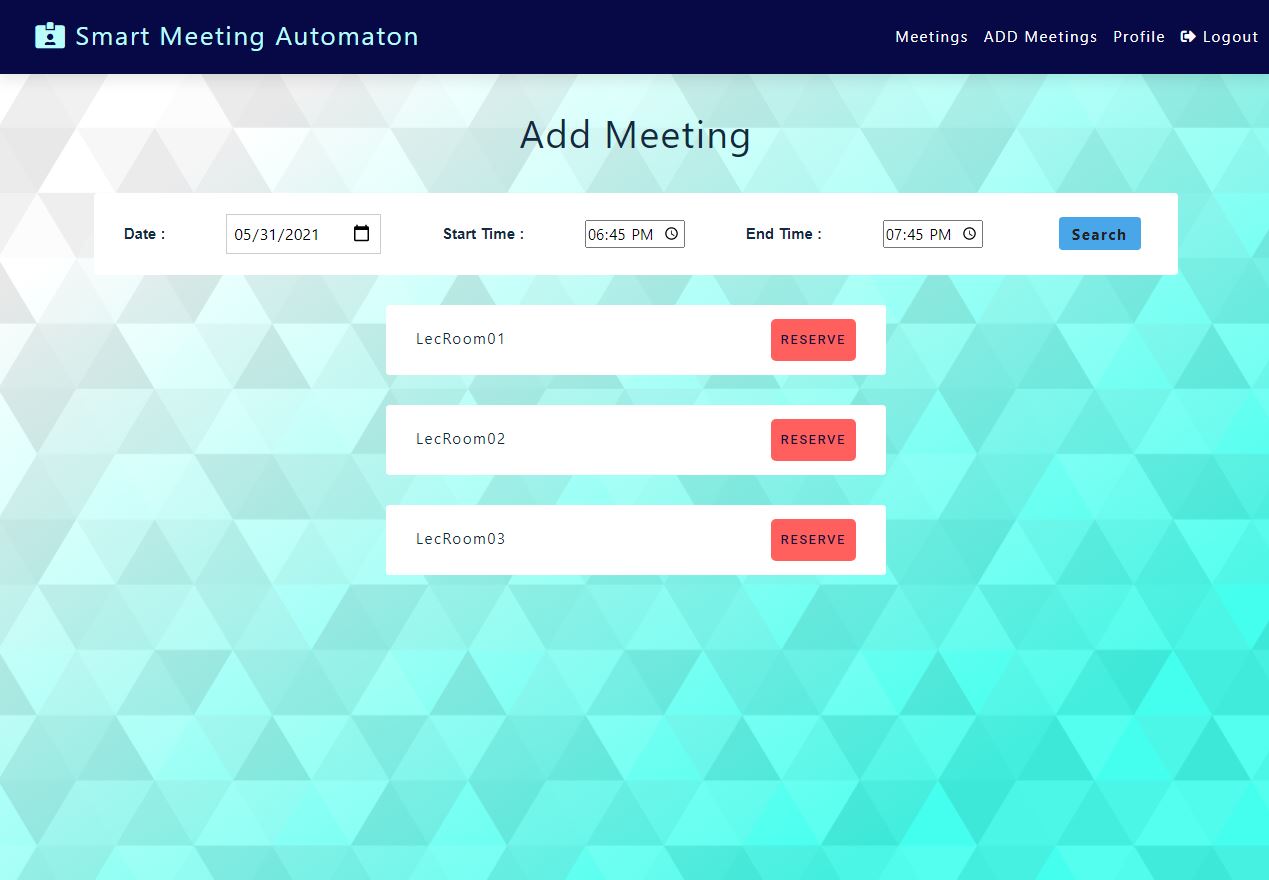 Smart Meeting Automaton Meetings ADD Meetings Profile Logout
Add Meeting
Date : 05/31/2021 Start Time : 06:45 PM End Time : 07:45 PM Search
LecRoom01 RESERVE
LecRoom02 RESERVE
LecRoom03 RESERVE